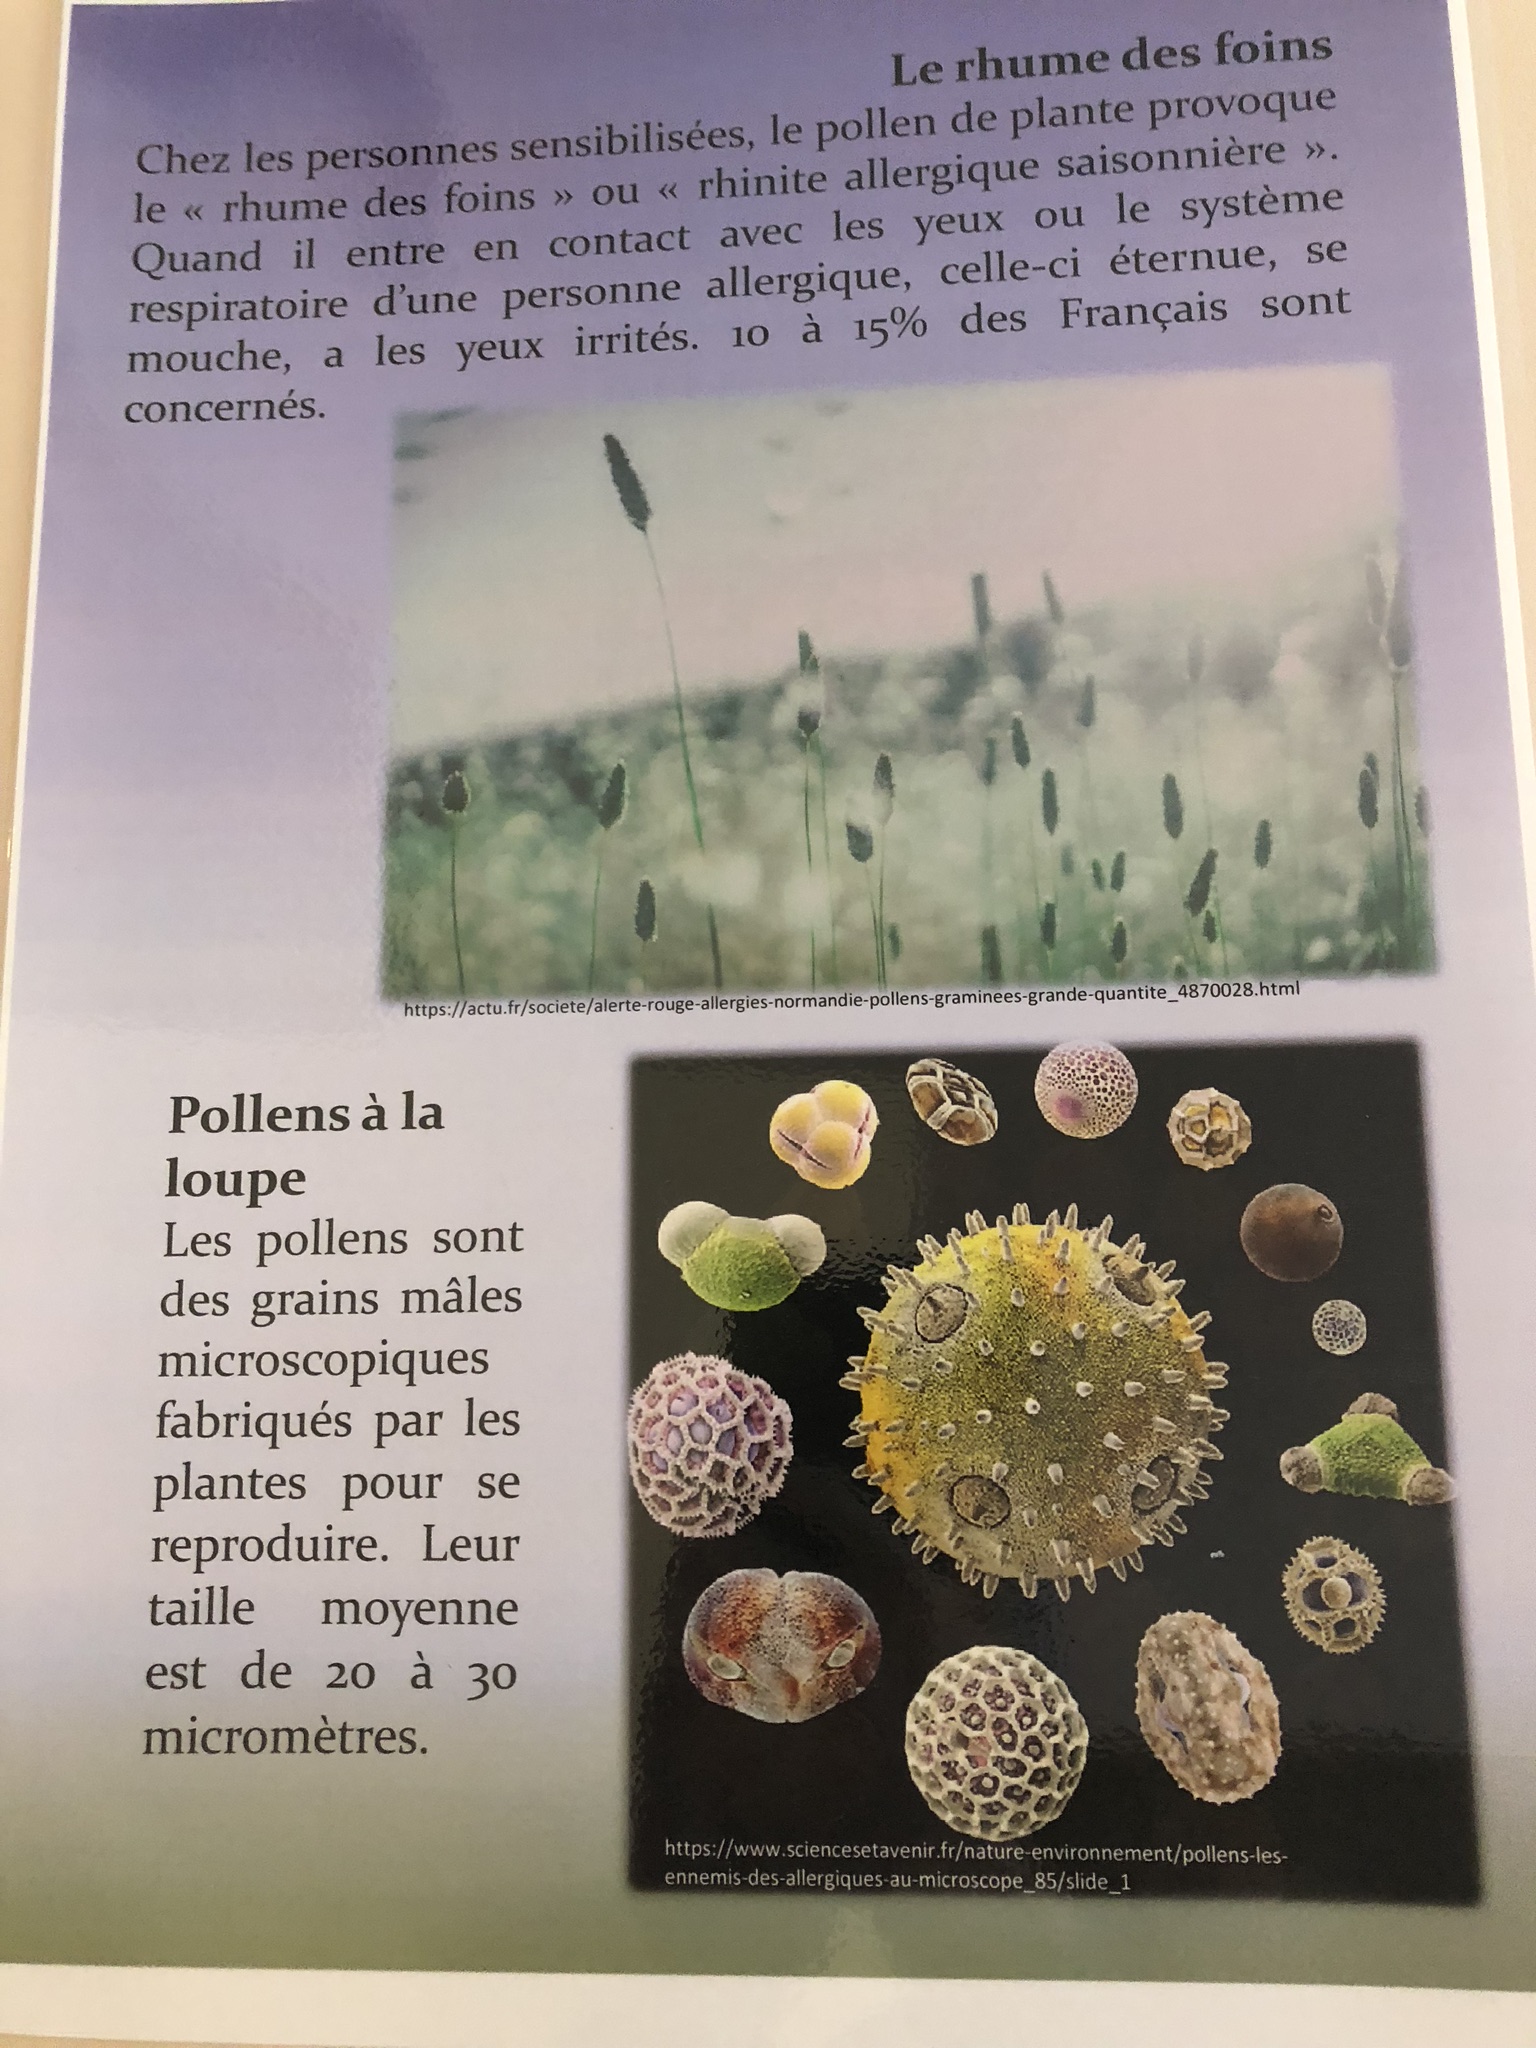 Le rhume des foins
Chez les personnes sensibilisées, le pollen de plante provoque
le « rhume des foins » ou « rhinite allergique saisonnière ».
Quand il entre en contact avec les yeux ou le système
respiratoire d’une personne allergique, celle-ci éternue, se
mouche, a les yeux irrités. 10 à 15% des Français sont
concernés.
https://actu.fr/societe/alerte-rouge-allergies-normandie-pollens-graminees-grande-quantite_4870028.html
Pollens à la
loupe
Les pollens sont
des grains mâles
microscopiques
fabriqués par les
plantes pour se
reproduire. Leur
taille moyenne
est de 20 à 30
micromètres.
https://www.sciencesetavenir.fr/nature-environnement/pollens-les-
ennemis-des-allergiques-au-microscope_85/slide_1